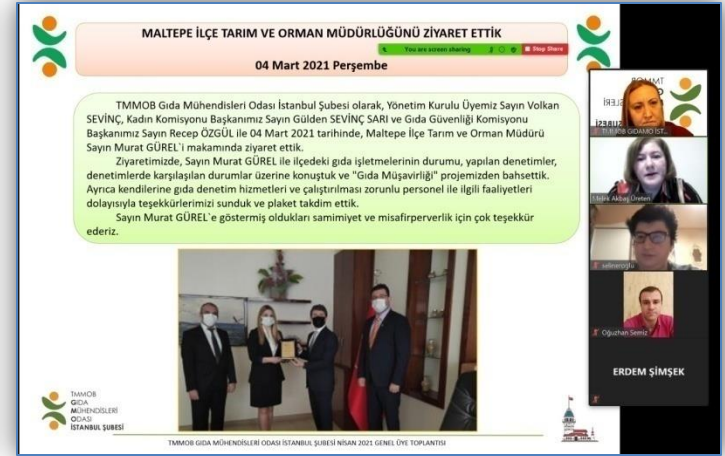 MALTEPE İLÇE TARIM VE ORMAN MÜDÜRLÜĞÜNÜ ZİYARET ETTİK
You are screen sharing
Stop Share
04 Mart 2021 Perşembe
TMMOB Gıda Mühendisleri Odası İstanbul Şubesi olarak, Yönetim Kurulu Üyemiz Sayın Volkan
SEVİNÇ, Kadın Komisyonu Başkanımız Sayın Gülden SEVİNÇ SARI ve Gıda Güvenliği Komisyonu
Başkanımız Sayın Recep ÖZGÜL ile 04 Mart 2021 tarihinde, Maltepe İlçe Tarım ve Orman Müdürü
Sayın Murat GÜREL`i makamında ziyaret ettik.
Ziyaretimizde, Sayın Murat GÜREL ile ilçedeki gıda işletmelerinin durumu, yapılan denetimler,
denetimlerde karşılaşılan durumlar üzerine konuştuk ve "Gıda Müşavirliği" projemizden bahsettik.
Ayrıca kendilerine gıda denetim hizmetleri ve çalıştırılması zorunlu personel ile ilgili faaliyetleri
dolayısıyla teşekkürlerimizi sunduk ve plaket takdim ettik.
Sayın Murat GÜREL`e göstermiş oldukları samimiyet ve misafirperverlik için çok teşekkür
ederiz.
TMMOB GIDAMO İST...
Melek Akbaş Üreten
selineroğlu
Oğuzhan Semiz
ERDEM ŞİMŞEK
TMMOB
GIDA
MÜHENDİSLERİ
ODASI
İSTANBUL ŞUBESİ
TMMOB GIDA MÜHENDİSLERİ ODASI İSTANBUL ŞUBESİ NİSAN 2021 GENEL ÜYE TOPLANTISI